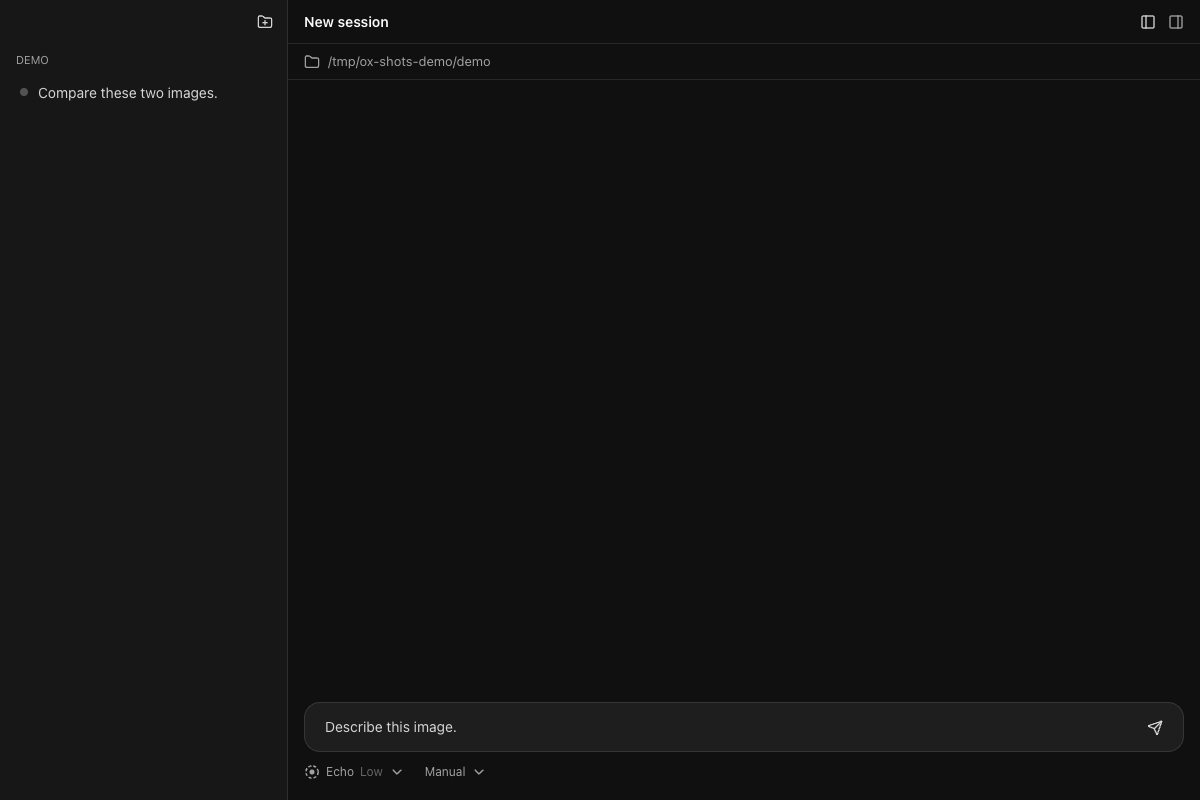 New session
/tmp/ox-shots-demo/demo
DEMO
Compare these two images.
Describe this image.
Echo Low
Manual